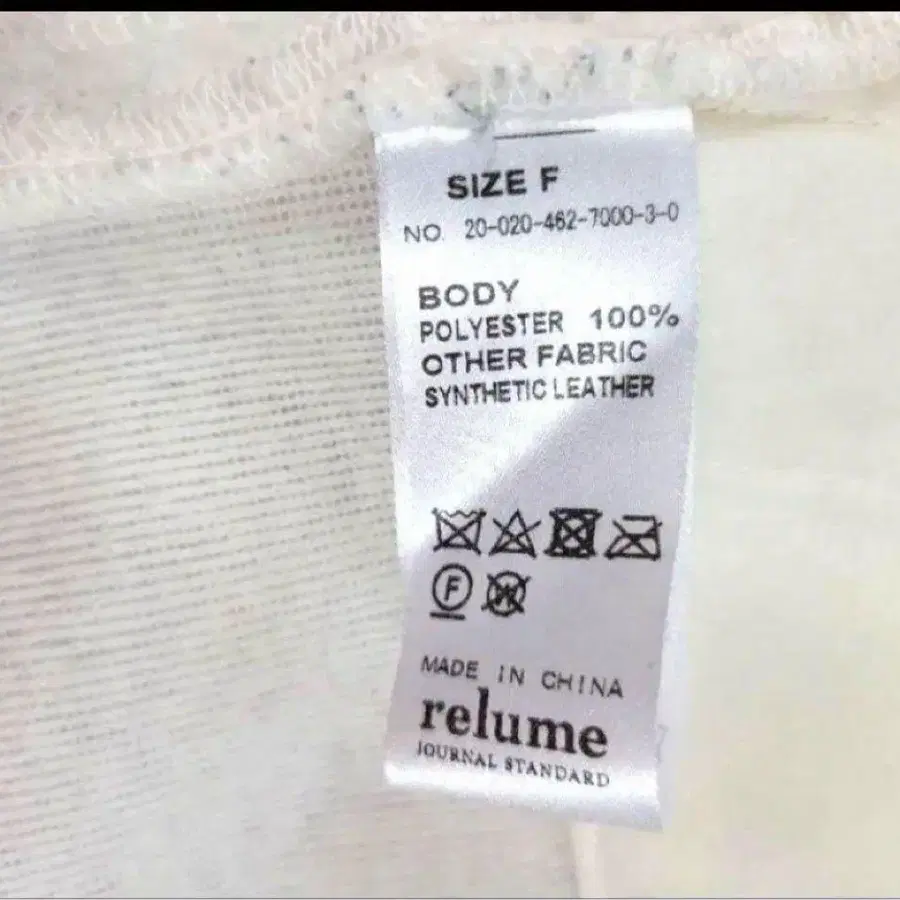 SIZE F
NO. 20-020-462-7000-3-0
BODY
POLYESTER 100%
OTHER FABRIC
SYNTHETIC LEATHER
F W
MADE IN CHINA
relume
JOURNAL STANDARD